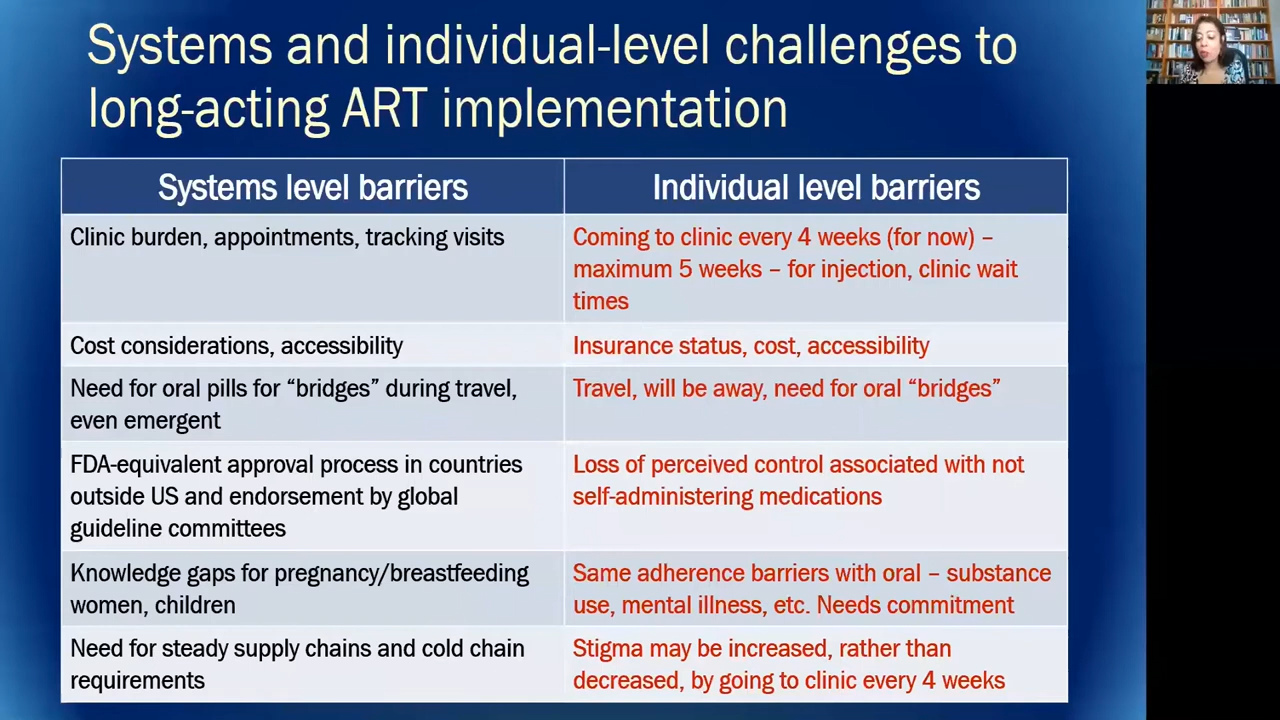 Systems and individual-level challenges to
long-acting ART implementation
Systems level barriers
Individual level barriers
Clinic burden, appointments, tracking visits
Coming to clinic every 4 weeks (for now) –
maximum 5 weeks – for injection, clinic wait
times
Cost considerations, accessibility
Insurance status, cost, accessibility
Need for oral pills for “bridges” during travel,
even emergent
Travel, will be away, need for oral “bridges”
FDA-equivalent approval process in countries
outside US and endorsement by global
guideline committees
Loss of perceived control associated with not
self-administering medications
Knowledge gaps for pregnancy/breastfeeding
women, children
Same adherence barriers with oral – substance
use, mental illness, etc. Needs commitment
Need for steady supply chains and cold chain
requirements
Stigma may be increased, rather than
decreased, by going to clinic every 4 weeks